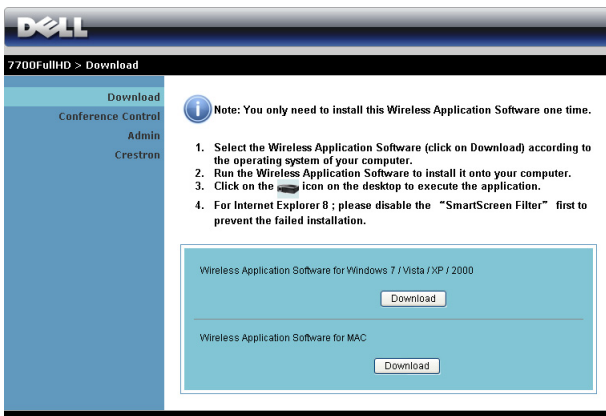 DELL
7700FullHD > Download
Download
Conference Control
Admin
Crestron
Note: You only need to install this Wireless Application Software one time.
1. Select the Wireless Application Software (click on Download) according to
the operating system of your computer.
2. Run the Wireless Application Software to install it onto your computer.
3. Click on the icon on the desktop to execute the application.
4. For Internet Explorer 8 ; please disable the “SmartScreen Filter” first to
prevent the failed installation.
Wireless Application Software for Windows 7 / Vista / XP / 2000
Download
Wireless Application Software for MAC
Download